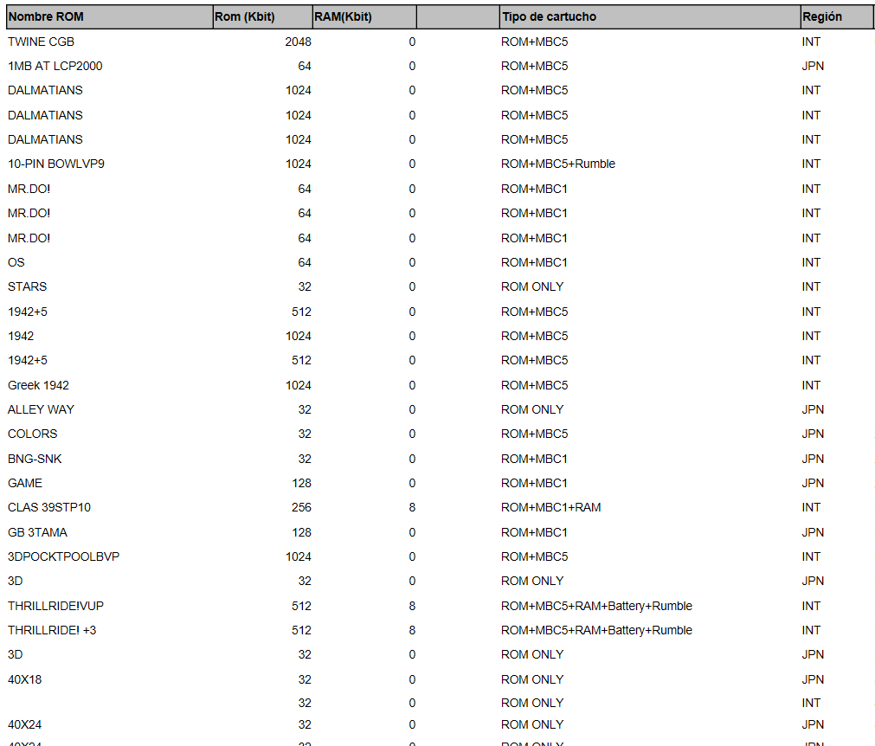 Nombre ROM Rom (Kbit) RAM(Kbit) Tipo de cartucho Región
TWINE CGB 2048 0 ROM+MBC5 INT
1MB AT LCP2000 64 0 ROM+MBC5 JPN
DALMATIANS 1024 0 ROM+MBC5 INT
DALMATIANS 1024 0 ROM+MBC5 INT
DALMATIANS 1024 0 ROM+MBC5 INT
10-PIN BOWLVP9 1024 0 ROM+MBC5+Rumble INT
MR.DO! 64 0 ROM+MBC1 INT
MR.DO! 64 0 ROM+MBC1 INT
MR.DO! 64 0 ROM+MBC1 INT
OS 64 0 ROM+MBC1 INT
STARS 32 0 ROM ONLY INT
1942+5 512 0 ROM+MBC5 INT
1942 1024 0 ROM+MBC5 INT
1942+5 512 0 ROM+MBC5 INT
Greek 1942 1024 0 ROM+MBC5 INT
ALLEY WAY 32 0 ROM ONLY JPN
COLORS 32 0 ROM+MBC5 JPN
BNG-SNK 32 0 ROM+MBC1 JPN
GAME 128 0 ROM+MBC1 JPN
CLAS 39STP10 256 8 ROM+MBC1+RAM INT
GB 3TAMA 128 0 ROM+MBC1 JPN
3DPOCKTPOOLBVP 1024 0 ROM+MBC5 INT
3D 32 0 ROM ONLY JPN
THRILLRIDE!VUP 512 8 ROM+MBC5+RAM+Battery+Rumble INT
THRILLRIDE! +3 512 8 ROM+MBC5+RAM+Battery+Rumble INT
3D 32 0 ROM ONLY JPN
40X18 32 0 ROM ONLY JPN
32 0 ROM ONLY INT
40X24 32 0 ROM ONLY JPN
40X24 32 0 ROM ONLY JPN